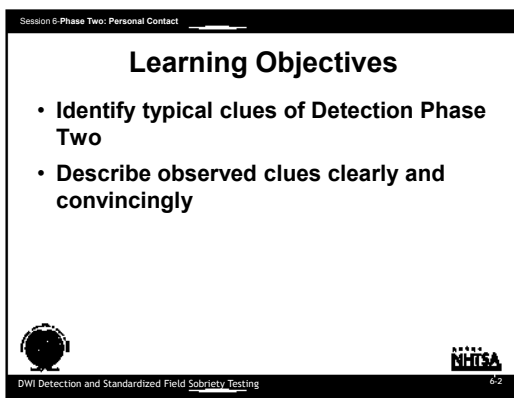 Session 6-Phase Two: Personal Contact
Learning Objectives
• Identify typical clues of Detection Phase
Two
• Describe observed clues clearly and
convincingly
NHTSA
DWI Detection and Standardized Field Sobriety Testing
6-2